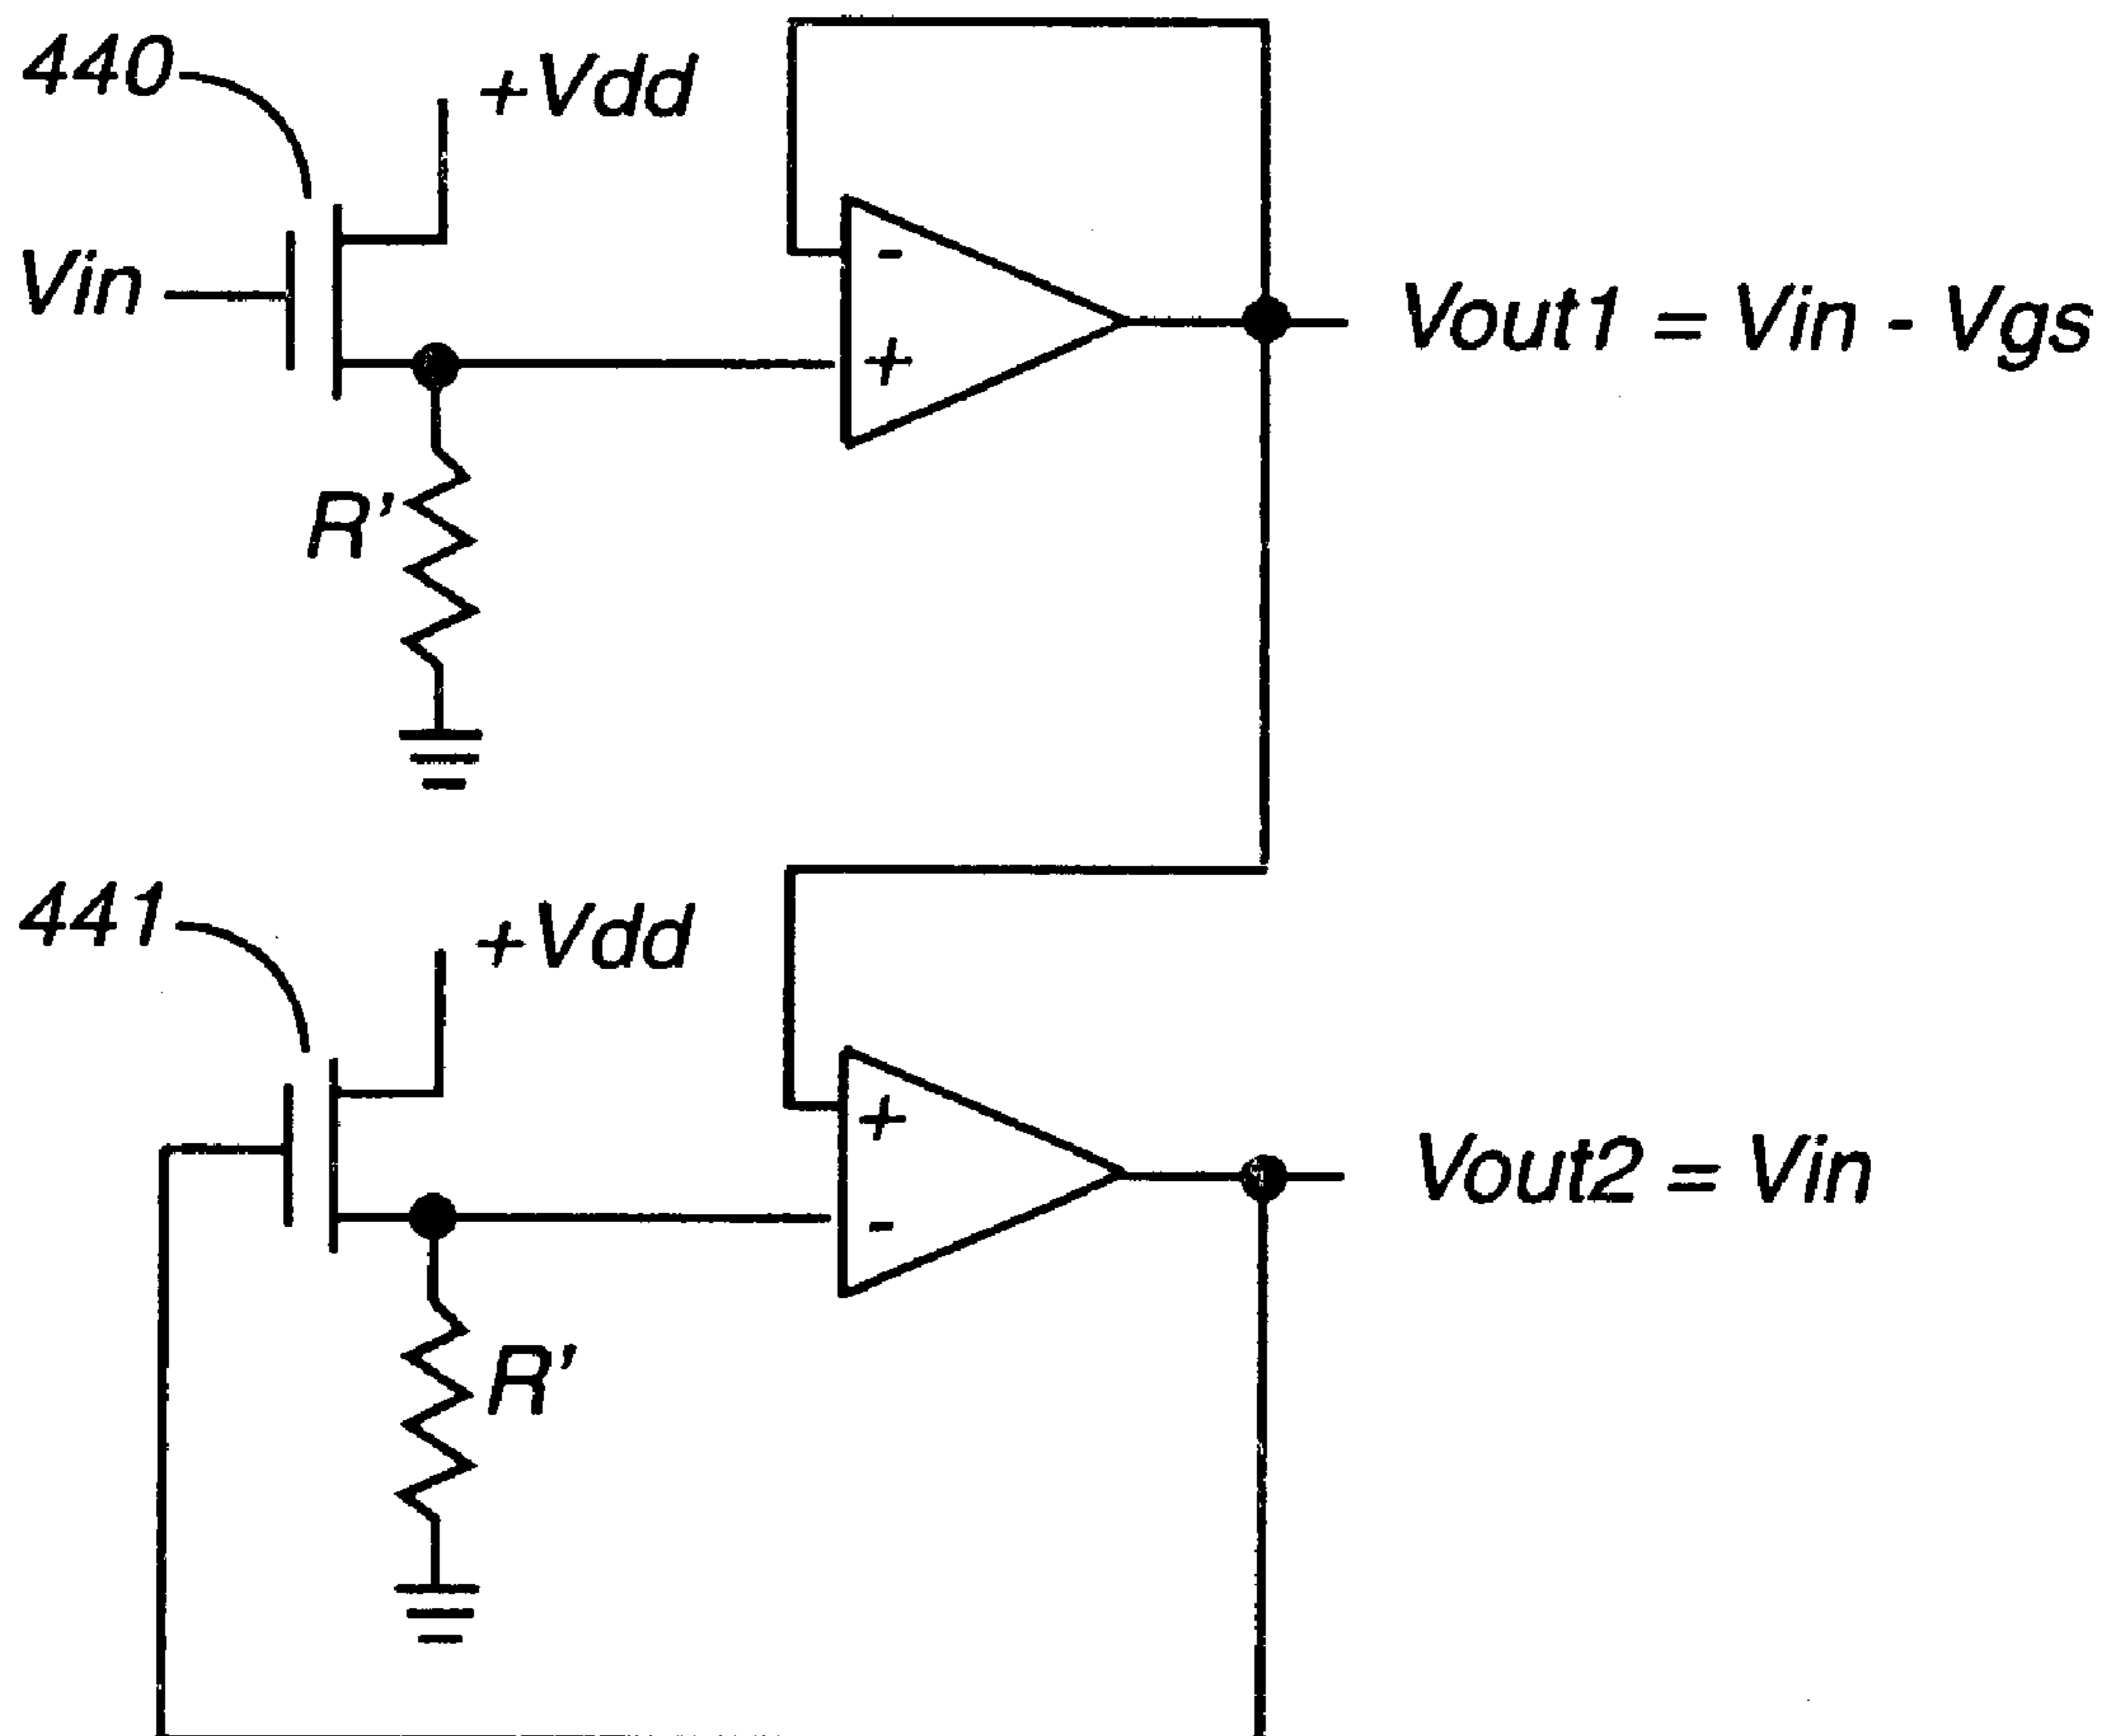 440
+Vdd
Vin
-
+
Vout1 = Vin - Vgs
R'
441
+Vdd
+
-
Vout2 = Vin
R'